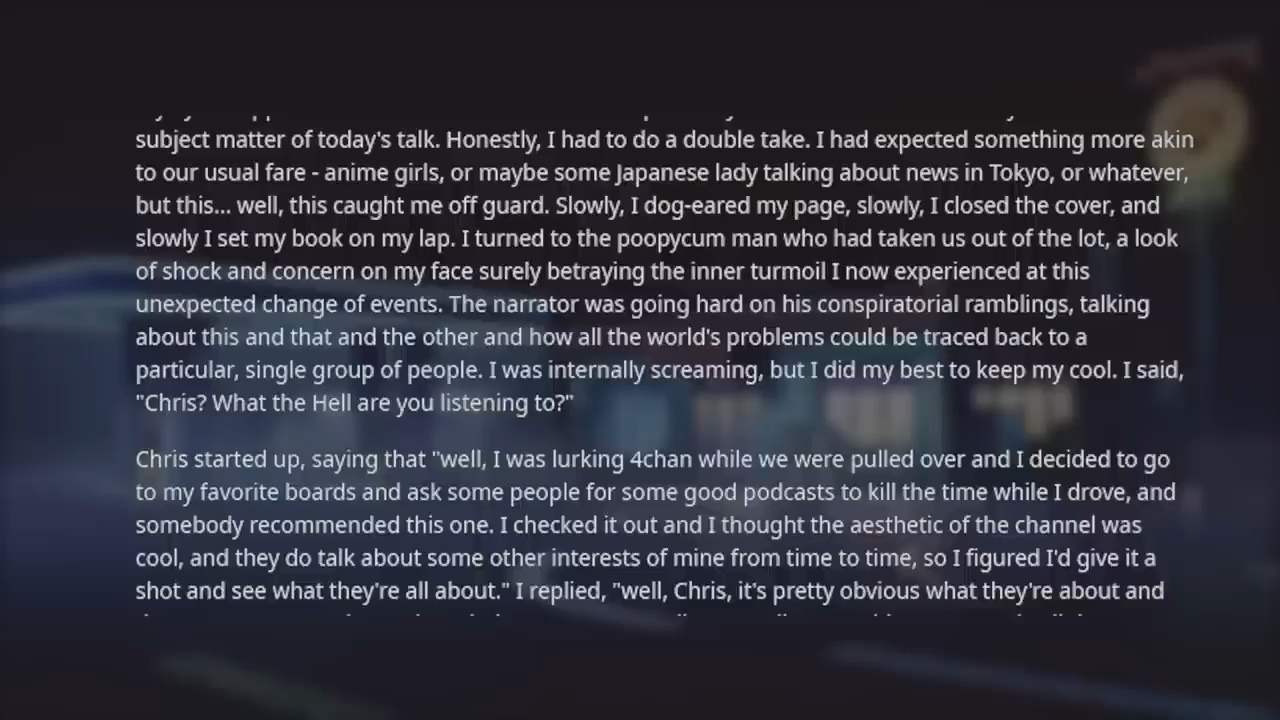 subject matter of today's talk. Honestly, I had to do a double take. I had expected something more akin
to our usual fare - anime girls, or maybe some Japanese lady talking about news in Tokyo, or whatever,
but this... well, this caught me off guard. Slowly, I dog-eared my page, slowly, I closed the cover, and
slowly I set my book on my lap. I turned to the poopycum man who had taken us out of the lot, a look
of shock and concern on my face surely betraying the inner turmoil I now experienced at this
unexpected change of events. The narrator was going hard on his conspiratorial ramblings, talking
about this and that and the other and how all the world's problems could be traced back to a
particular, single group of people. I was internally screaming, but I did my best to keep my cool. I said,
"Chris? What the Hell are you listening to?"
Chris started up, saying that "well, I was lurking 4chan while we were pulled over and I decided to go
to my favorite boards and ask some people for some good podcasts to kill the time while I drove, and
somebody recommended this one. I checked it out and I thought the aesthetic of the channel was
cool, and they do talk about some other interests of mine from time to time, so I figured I'd give it a
shot and see what they're all about." I replied, "well, Chris, it's pretty obvious what they're about and